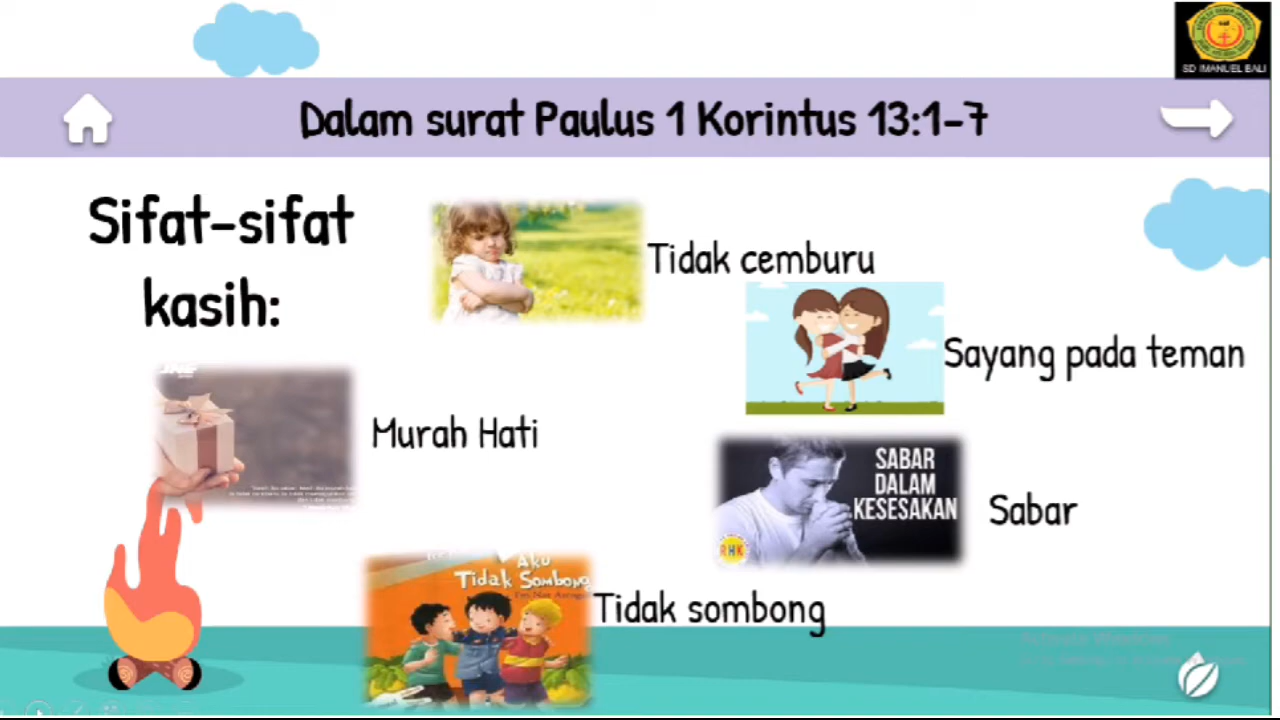 SD IMANUEL BALI
Dalam surat Paulus 1 Korintus 13:1-7
Sifat-sifat
kasih:
Tidak cemburu
Sayang pada teman
Murah Hati
SABAR
DALAM
KESESAKAN
RHK
Sabar
Aku
Tidak Sombong
Tidak sombong